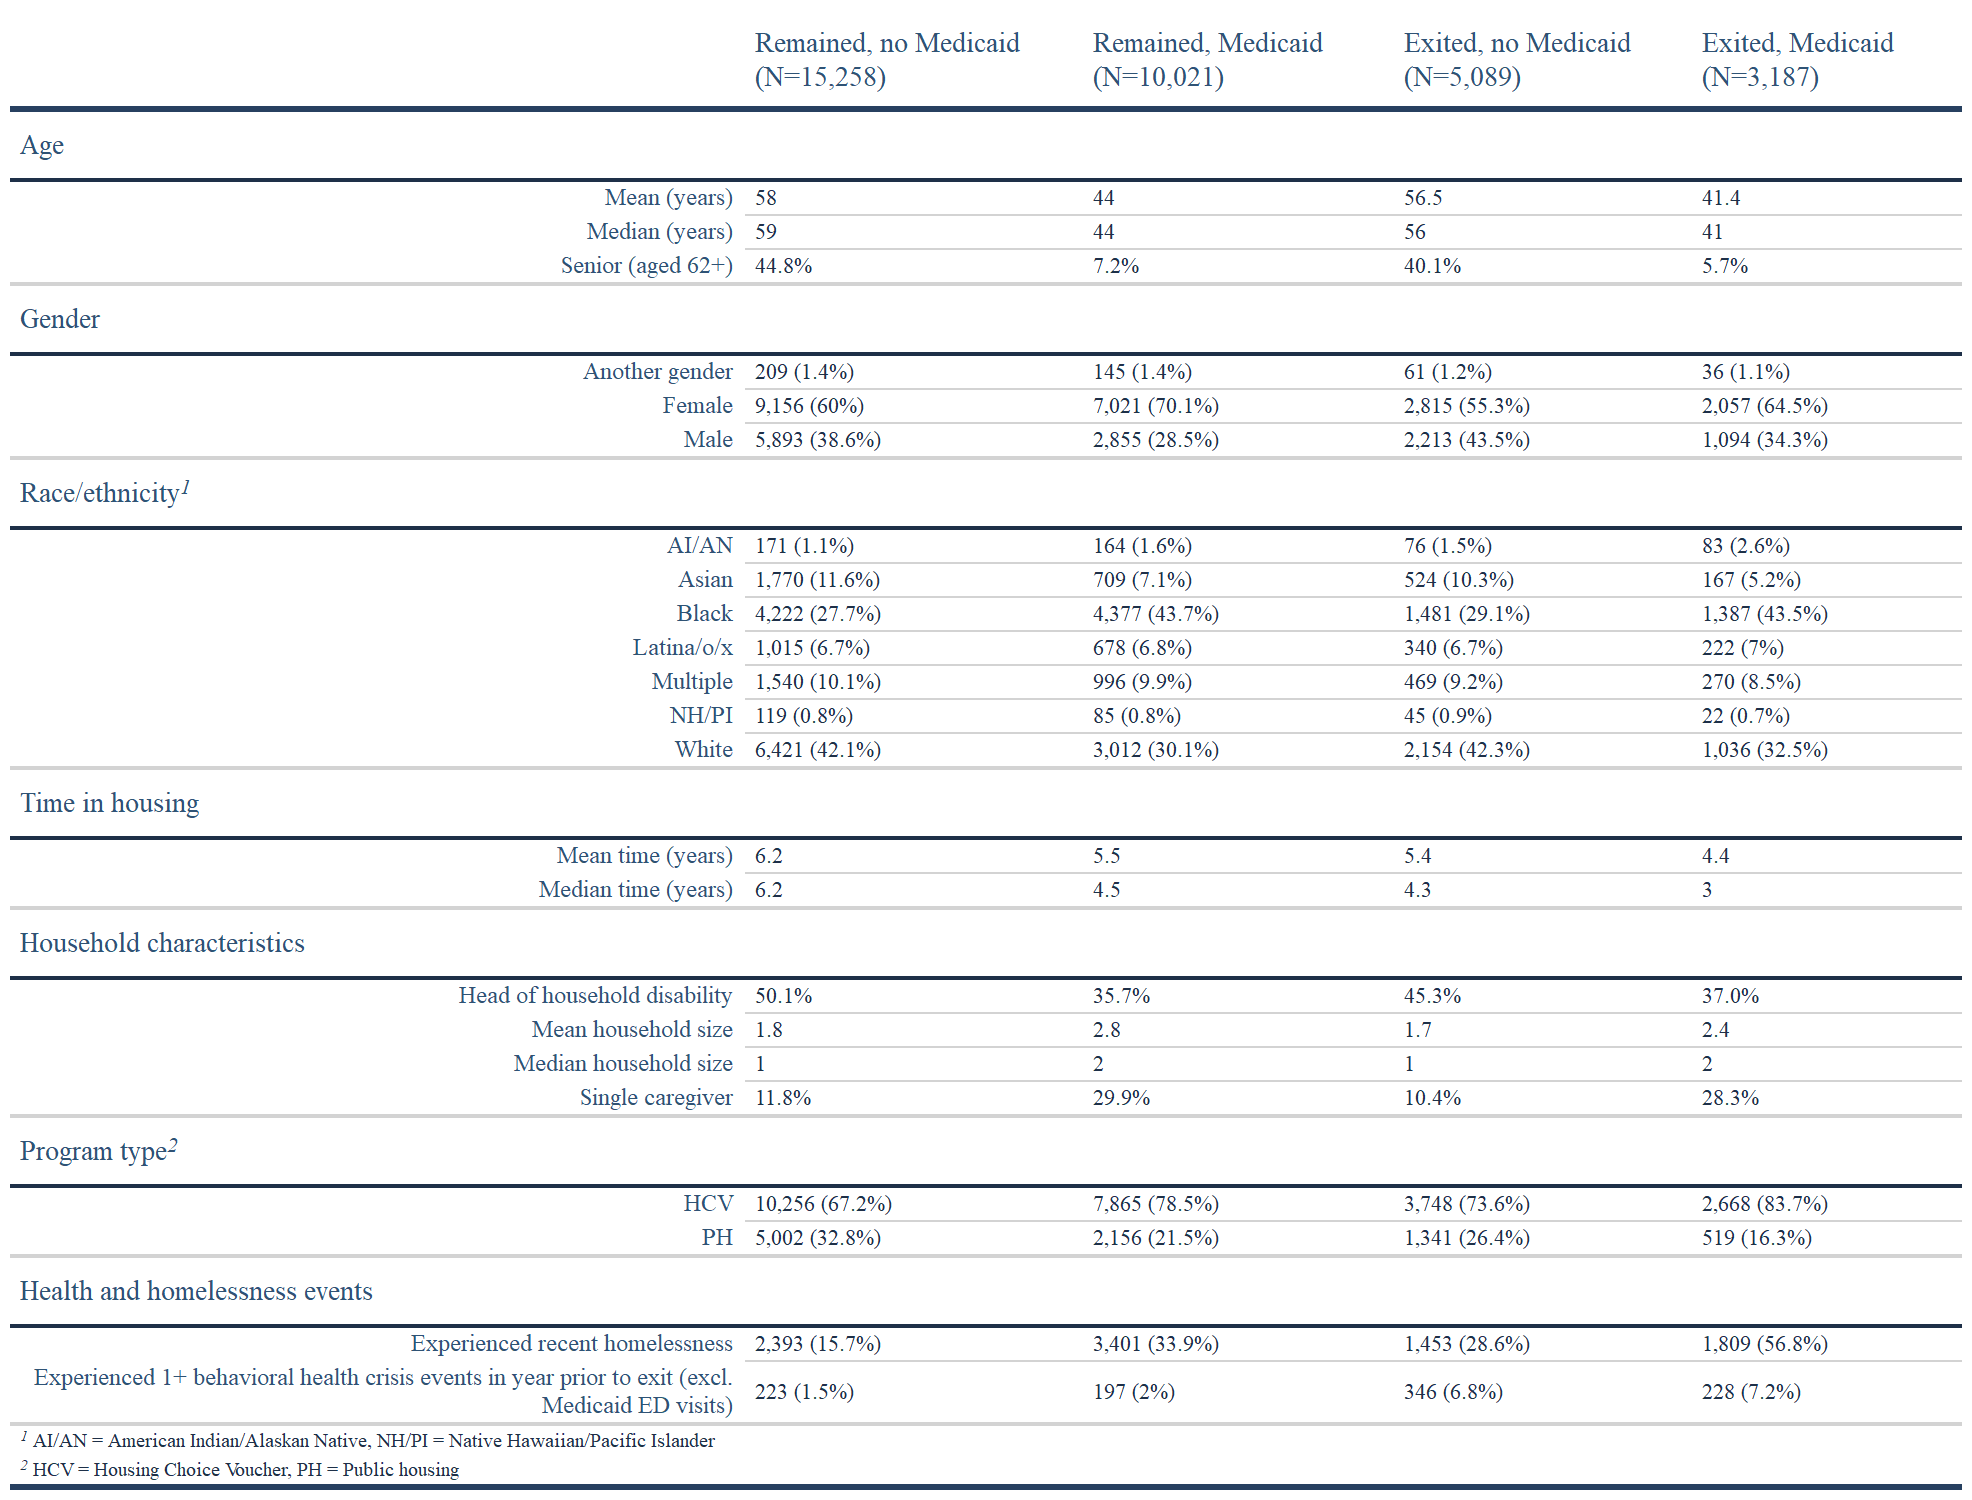 Remained, no Medicaid Remained, Medicaid Exited, no Medicaid Exited, Medicaid
(N=15,258) (N=10,021) (N=5,089) (N=3,187)
Age
Mean (years) 58 44 56.5 41.4
Median (years) 59 44 56 41
Senior (aged 62+) 44.8% 7.2% 40.1% 5.7%
Gender
Another gender 209 (1.4%) 145 (1.4%) 61 (1.2%) 36 (1.1%)
Female 9,156 (60%) 7,021 (70.1%) 2,815 (55.3%) 2,057 (64.5%)
Male 5,893 (38.6%) 2,855 (28.5%) 2,213 (43.5%) 1,094 (34.3%)
Race/ethnicity1
AI/AN 171 (1.1%) 164 (1.6%) 76 (1.5%) 83 (2.6%)
Asian 1,770 (11.6%) 709 (7.1%) 524 (10.3%) 167 (5.2%)
Black 4,222 (27.7%) 4,377 (43.7%) 1,481 (29.1%) 1,387 (43.5%)
Latina/o/x 1,015 (6.7%) 678 (6.8%) 340 (6.7%) 222 (7%)
Multiple 1,540 (10.1%) 996 (9.9%) 469 (9.2%) 270 (8.5%)
NH/PI 119 (0.8%) 85 (0.8%) 45 (0.9%) 22 (0.7%)
White 6,421 (42.1%) 3,012 (30.1%) 2,154 (42.3%) 1,036 (32.5%)
Time in housing
Mean time (years) 6.2 5.5 5.4 4.4
Median time (years) 6.2 4.5 4.3 3
Household characteristics
Head of household disability 50.1% 35.7% 45.3% 37.0%
Mean household size 1.8 2.8 1.7 2.4
Median household size 1 2 1 2
Single caregiver 11.8% 29.9% 10.4% 28.3%
Program type2
HCV 10,256 (67.2%) 7,865 (78.5%) 3,748 (73.6%) 2,668 (83.7%)
PH 5,002 (32.8%) 2,156 (21.5%) 1,341 (26.4%) 519 (16.3%)
Health and homelessness events
Experienced recent homelessness 2,393 (15.7%) 3,401 (33.9%) 1,453 (28.6%) 1,809 (56.8%)
Experienced 1+ behavioral health crisis events in year prior to exit (excl.
Medicaid ED visits) 223 (1.5%) 197 (2%) 346 (6.8%) 228 (7.2%)
1 AI/AN = American Indian/Alaskan Native, NH/PI = Native Hawaiian/Pacific Islander
2 HCV = Housing Choice Voucher, PH = Public housing